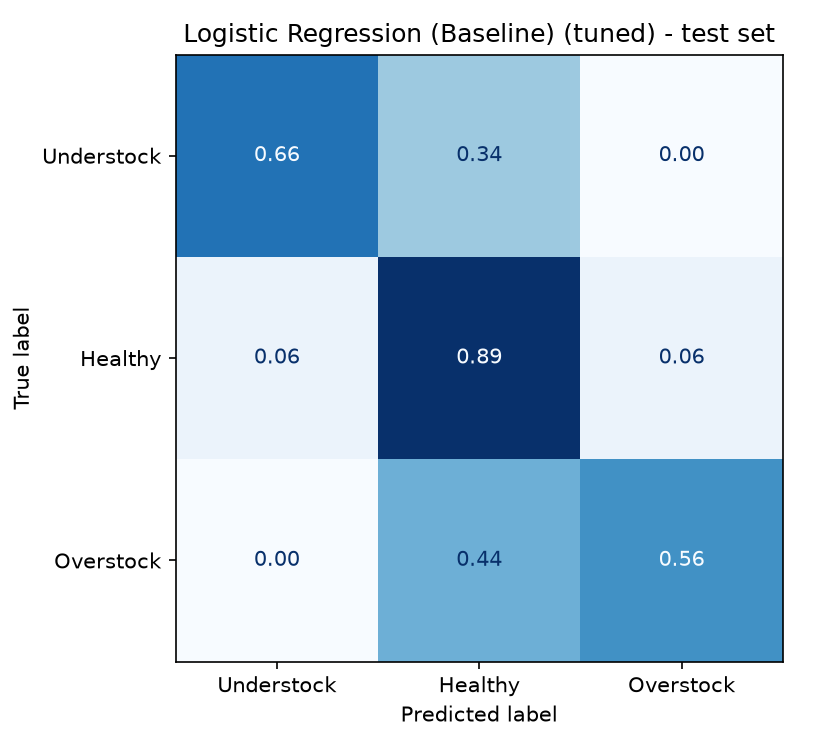 Logistic Regression (Baseline) (tuned) - test set
Understock 0.66 0.34 0.00
Healthy 0.06 0.89 0.06
Overstock 0.00 0.44 0.56
True label
Understock Healthy Overstock
Predicted label